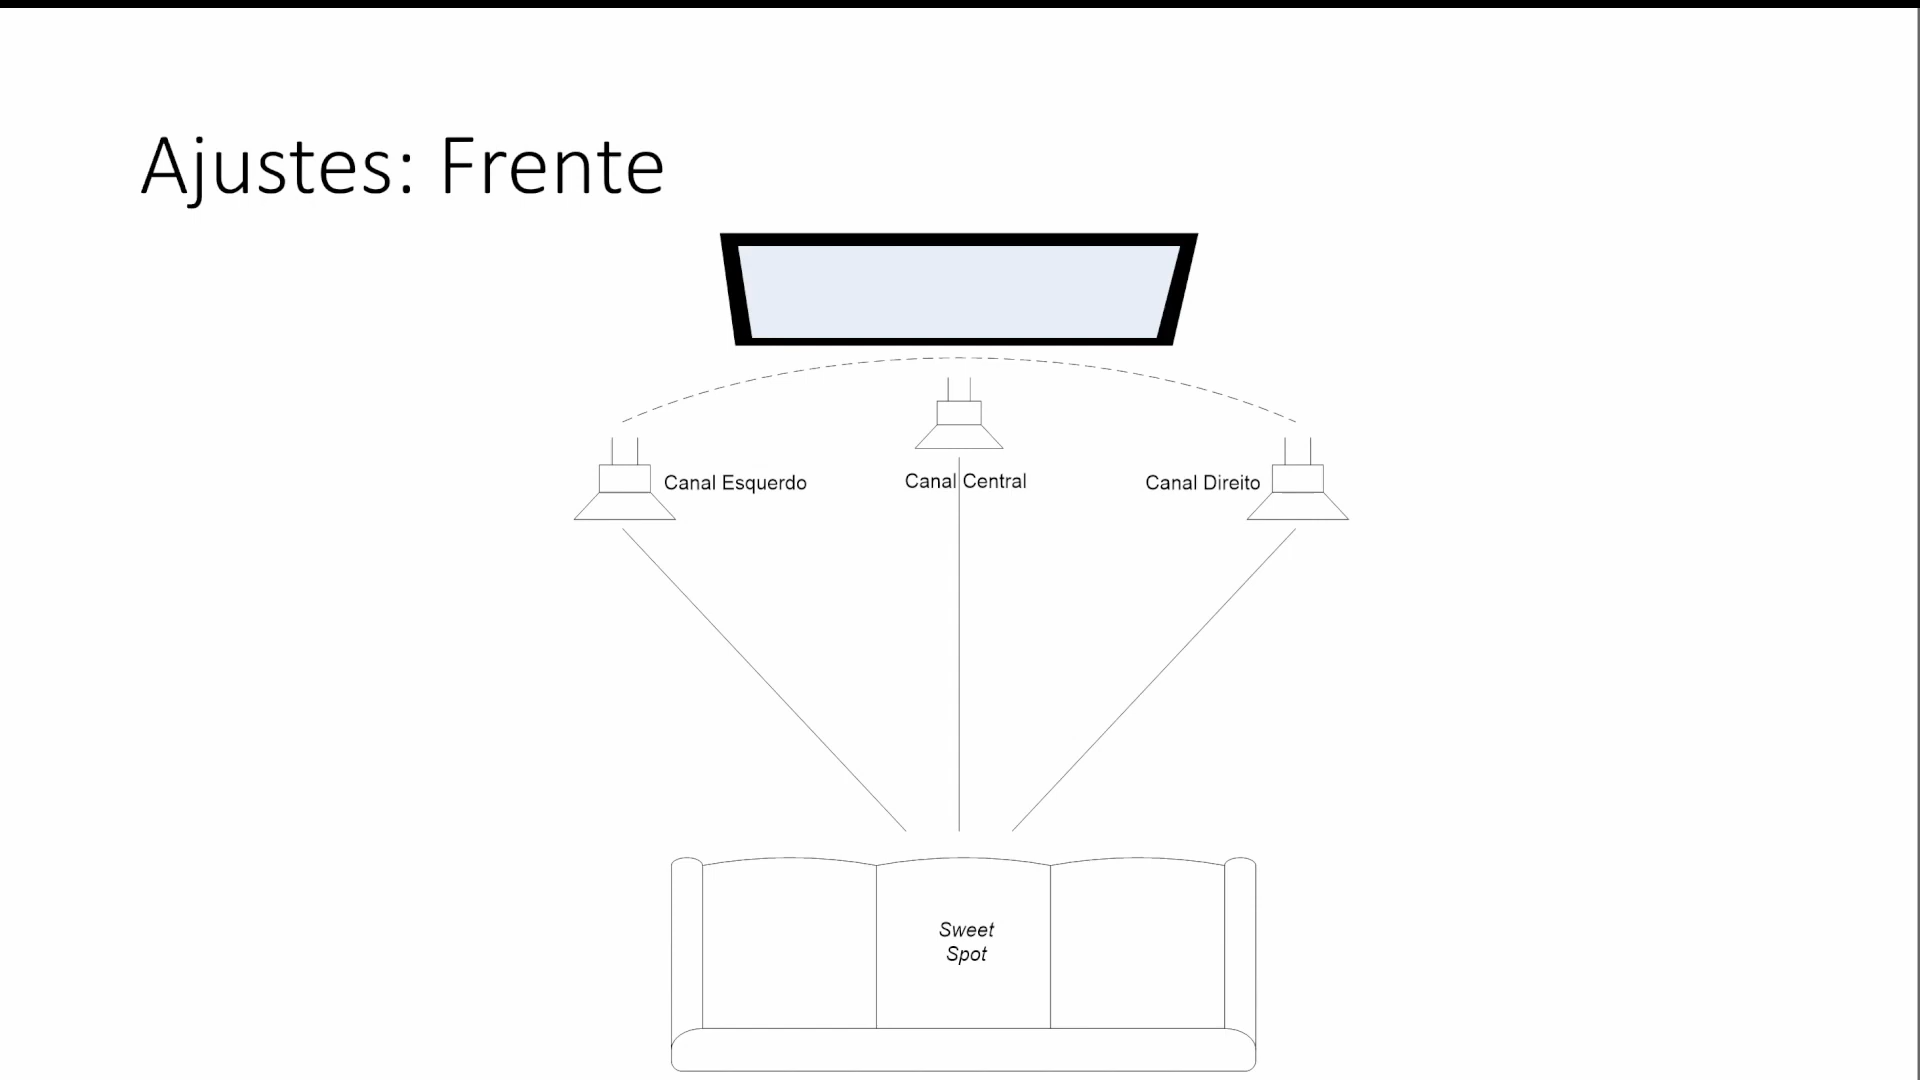 Ajustes: Frente
Canal Esquerdo
Canal Central
Canal Direito
Sweet
Spot